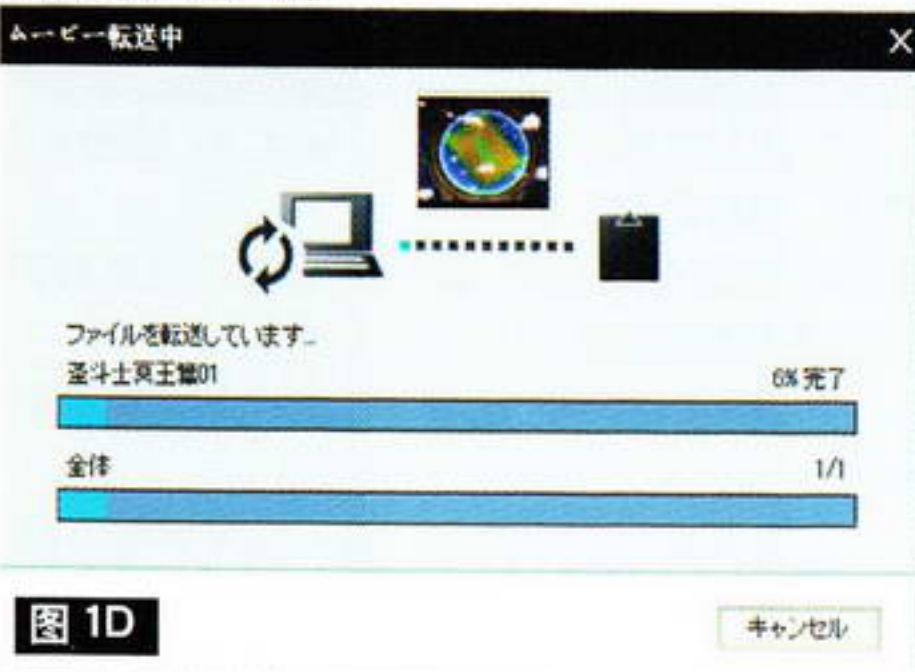 ムービー転送中
ファイルを転送しています...
圣斗士冥王篇01
6%完了
全体
1/1
图 1D
キャンセル